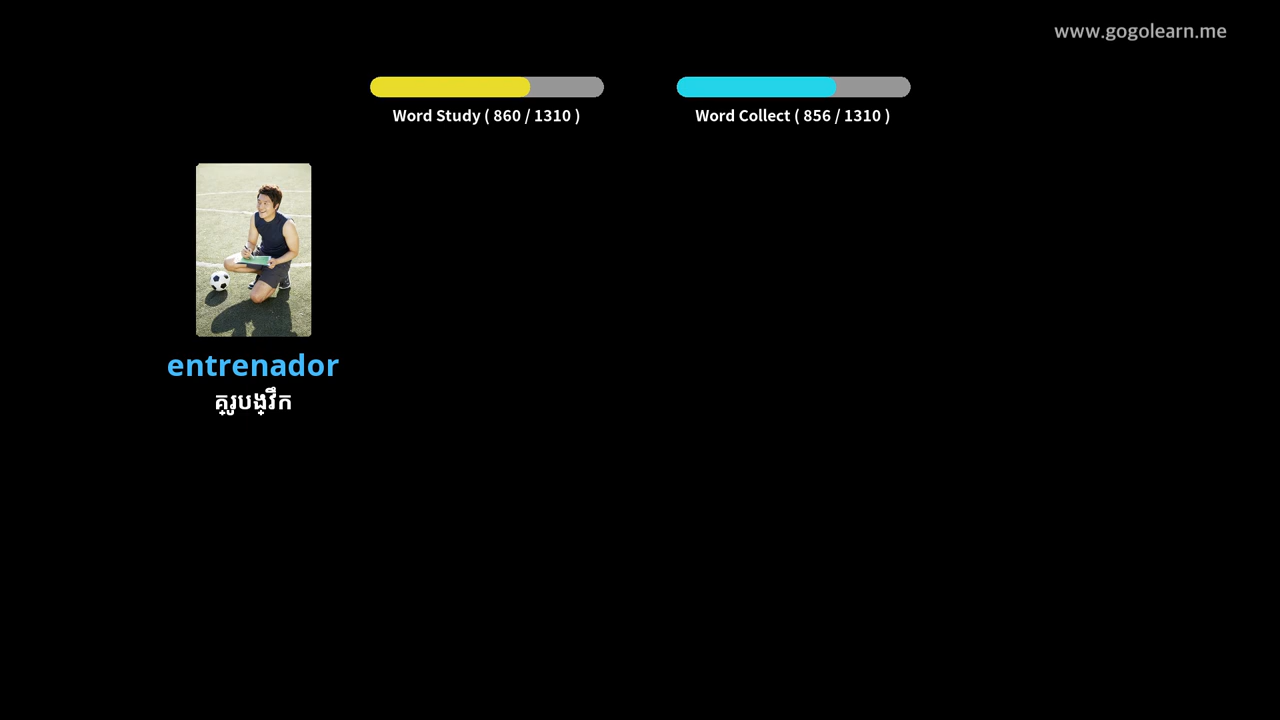 www.gogolearn.me
Word Study ( 860 / 1310 )
Word Collect ( 856 / 1310 )
entrenador
គ្រូបង្វឹក